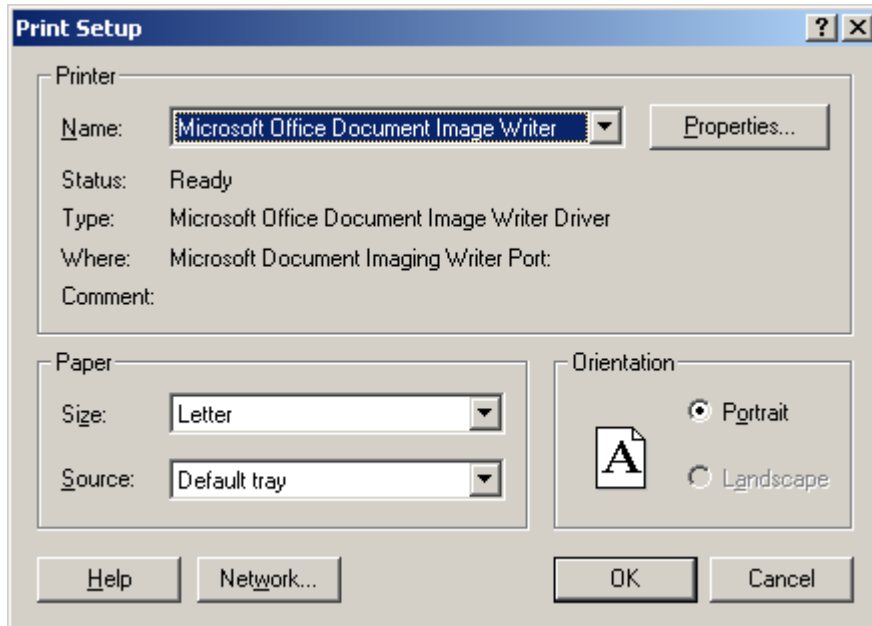 Print Setup
Printer
Name: Microsoft Office Document Image Writer Properties...
Status: Ready
Type: Microsoft Office Document Image Writer Driver
Where: Microsoft Document Imaging Writer Port:
Comment:
Paper
Size: Letter
Source: Default tray
Orientation
A
Portrait
Landscape
Help Network... OK Cancel